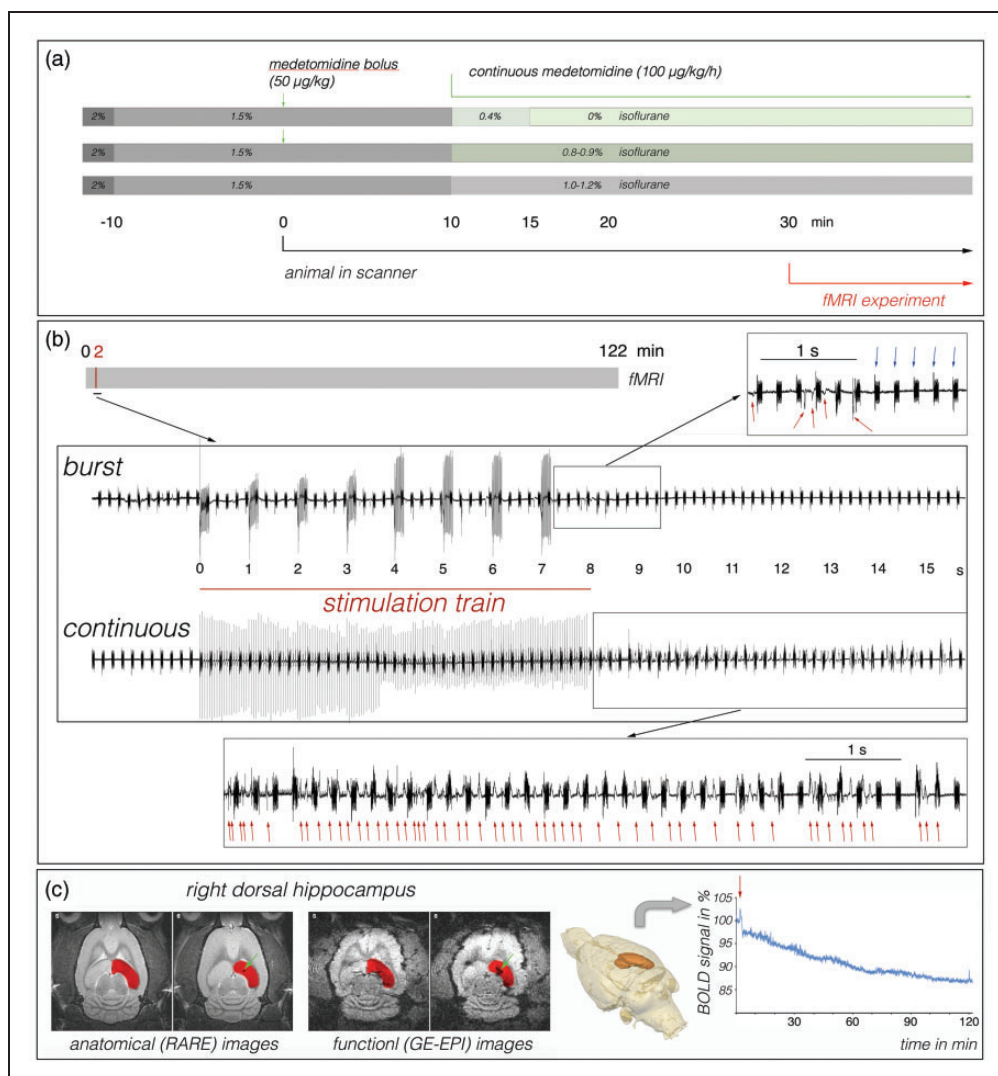 (a)
medetomidine bolus
(50 µg/kg)
continuous medetomidine (100 µg/kg/h)
2% 1.5% 0.4% 0% isoflurane
2% 1.5% 0.8-0.9% isoflurane
2% 1.5% 1.0-1.2% isoflurane
-10 0 10 15 20 30 min
animal in scanner
fMRI experiment
(b)
0 2 122 min
fMRI
1 s
burst
0 1 2 3 4 5 6 7 8 9 10 11 12 13 14 15 s
stimulation train
continuous
1 s
(c)
right dorsal hippocampus
5 6 5 6
anatomical (RARE) images
functionl (GE-EPI) images
BOLD signal in %
105
100
95
90
85
30 60 90 120
time in min